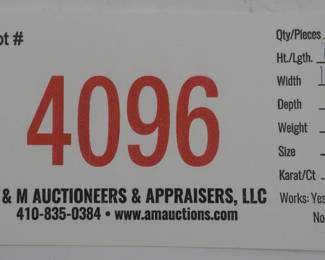 ot #
4096
& M AUCTIONEERS & APPRAISERS, LLC
410-835-0384 • www.amauctions.com
Qty/Pieces
Ht./Lgth.
Width
Depth
Weight
Size
Karat/Ct
Works: Yes
No